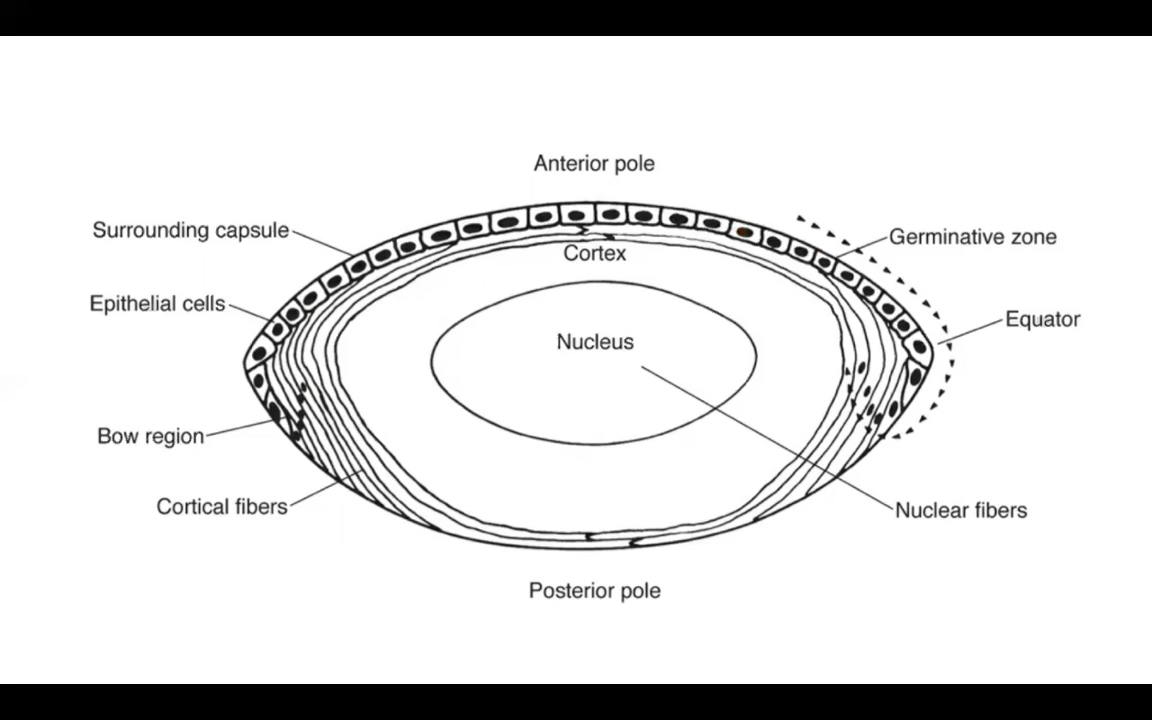 Anterior pole
Surrounding capsule
Germinative zone
Cortex
Epithelial cells
Equator
Nucleus
Bow region
Cortical fibers
Nuclear fibers
Posterior pole